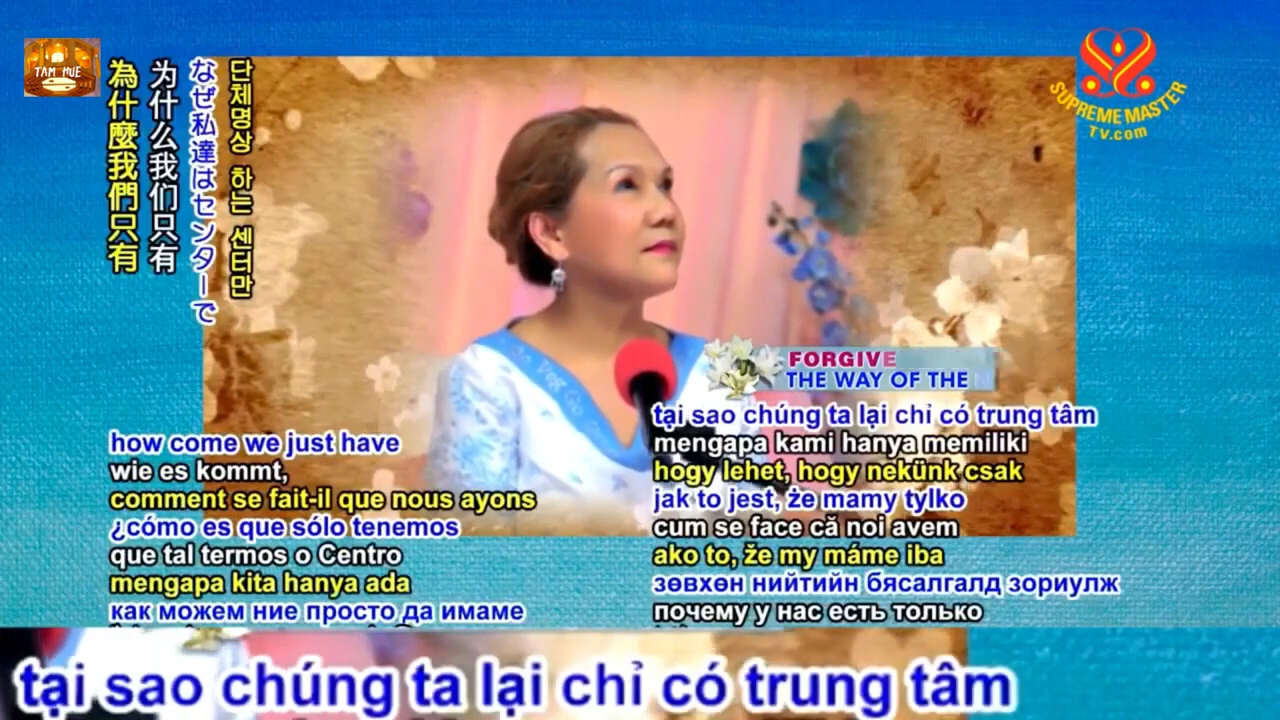 TAM HUE
為什麼我們只有
为什么我们只有
なぜ私達はセンターで
단체명상 하는 센터만
SUPREME MASTER
TV.com
FORGIVE
THE WAY OF THE
how come we just have
wie es kommt,
comment se fait-il que nous ayons
¿cómo es que sólo tenemos
que tal termos o Centro
mengapa kita hanya ada
как можем ние просто да имаме
tại sao chúng ta lại chỉ có trung tâm
mengapa kami hanya memiliki
hogy lehet, hogy nekünk csak
jak to jest, że mamy tylko
cum se face că noi avem
ako to, že my máme iba
зөвхөн нийтийн бясалгалд зориулж
почему у нас есть только
tại sao chúng ta lại chỉ có trung tâm